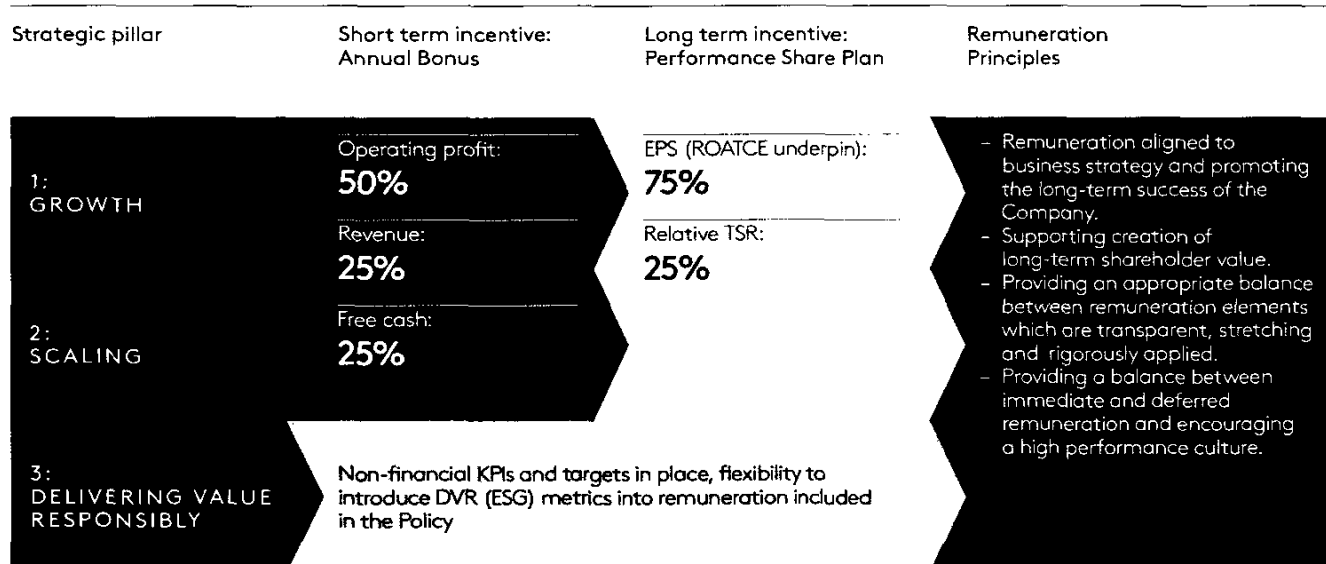 Strategic pillar
Short term incentive:
Annual Bonus
Long term incentive:
Performance Share Plan
Remuneration
Principles
1:
GROWTH
Operating profit:
50%
EPS (ROATCE underpin):
75%
Revenue:
25%
Relative TSR:
25%
2:
SCALING
Free cash:
25%
3:
DELIVERING VALUE
RESPONSIBLY
Non-financial KPIs and targets in place, flexibility to
introduce DVR (ESG) metrics into remuneration included
in the Policy
– Remuneration aligned to
business strategy and promoting
the long-term success of the
Company.
– Supporting creation of
long-term shareholder value.
– Providing an appropriate balance
between remuneration elements
which are transparent, stretching
and rigorously applied.
– Providing a balance between
immediate and deferred
remuneration and encouraging
a high performance culture.